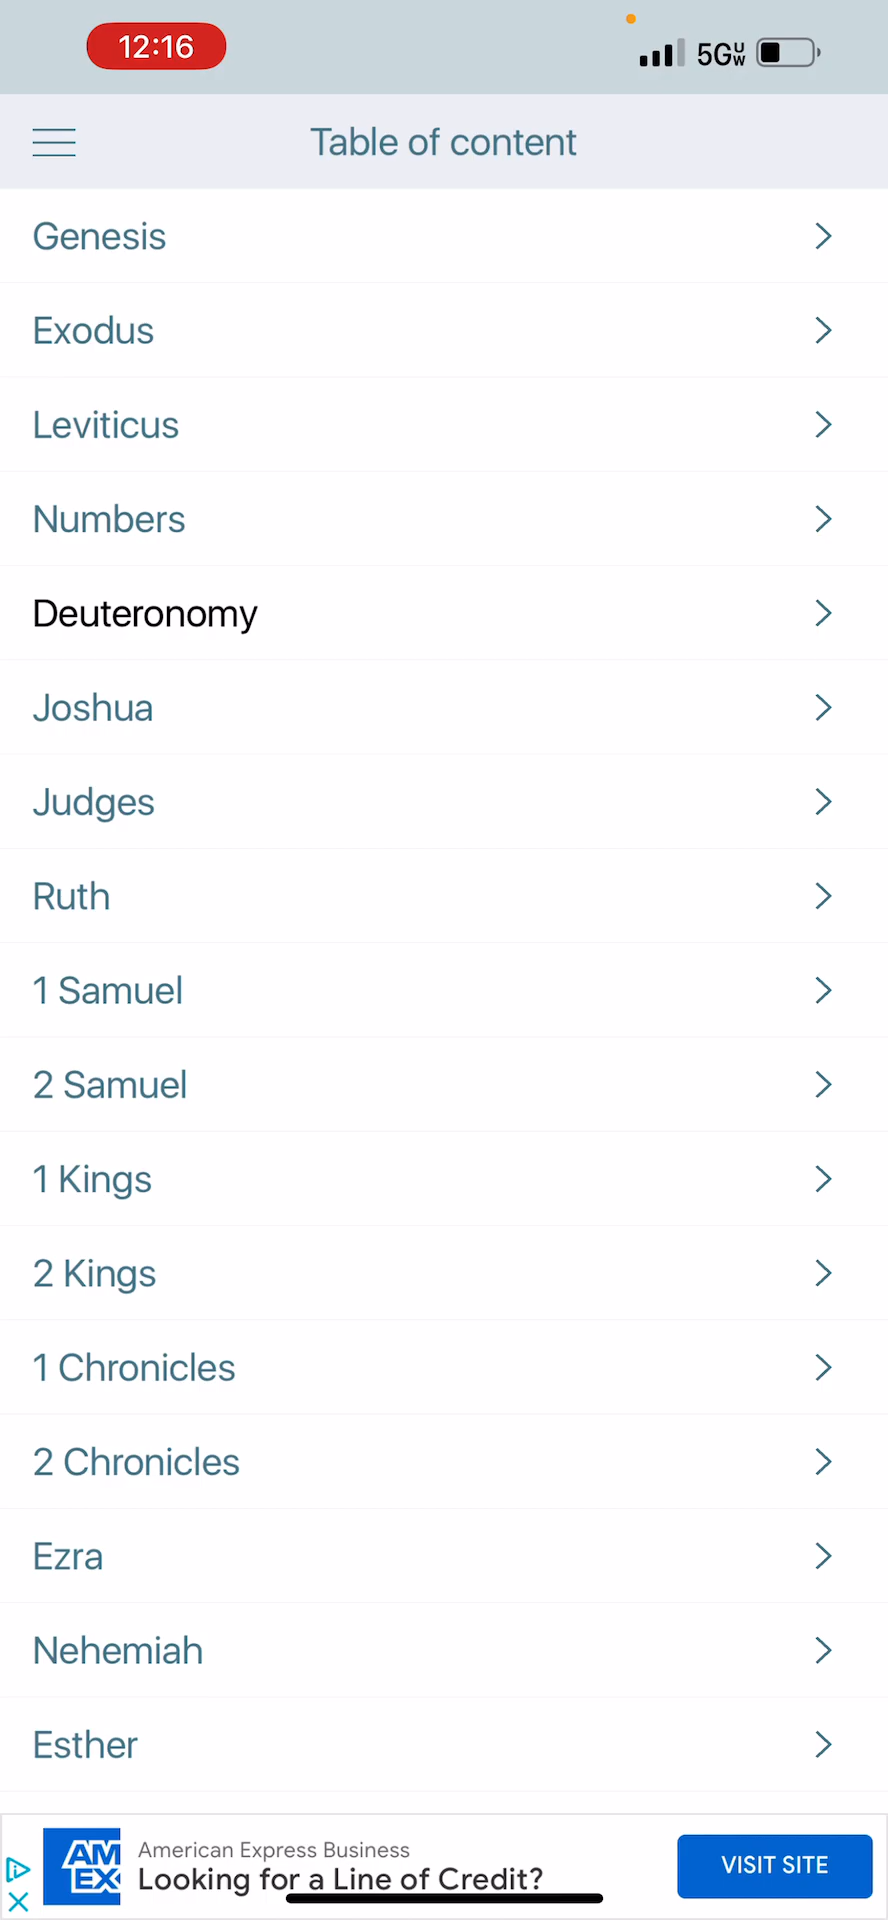 12:16
5GUW
Table of content
Genesis
Exodus
Leviticus
Numbers
Deuteronomy
Joshua
Judges
Ruth
1 Samuel
2 Samuel
1 Kings
2 Kings
1 Chronicles
2 Chronicles
Ezra
Nehemiah
Esther
AM
EX
American Express Business
Looking for a Line of Credit?
VISIT SITE